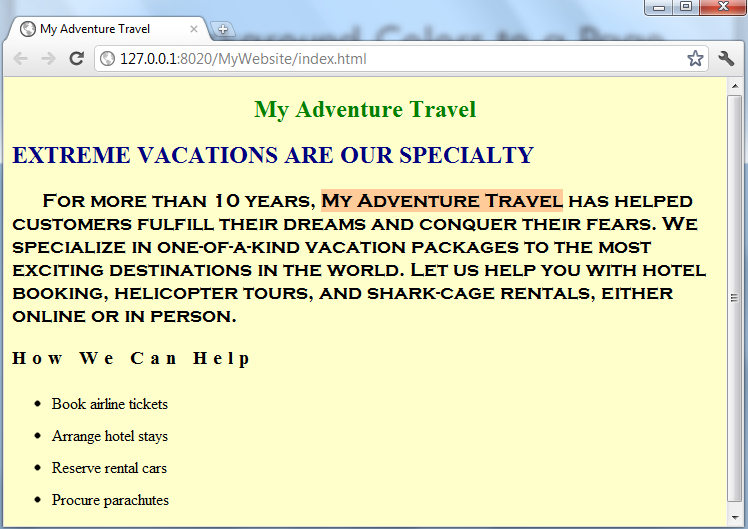 My Adventure Travel
127.0.0.1:8020/MyWebsite/index.html
My Adventure Travel
EXTREME VACATIONS ARE OUR SPECIALTY
For more than 10 years, My Adventure Travel has helped
customers fulfill their dreams and conquer their fears. We
specialize in one-of-a-kind vacation packages to the most
exciting destinations in the world. Let us help you with hotel
booking, helicopter tours, and shark-cage rentals, either
online or in person.
How We Can Help
Book airline tickets
Arrange hotel stays
Reserve rental cars
Procure parachutes